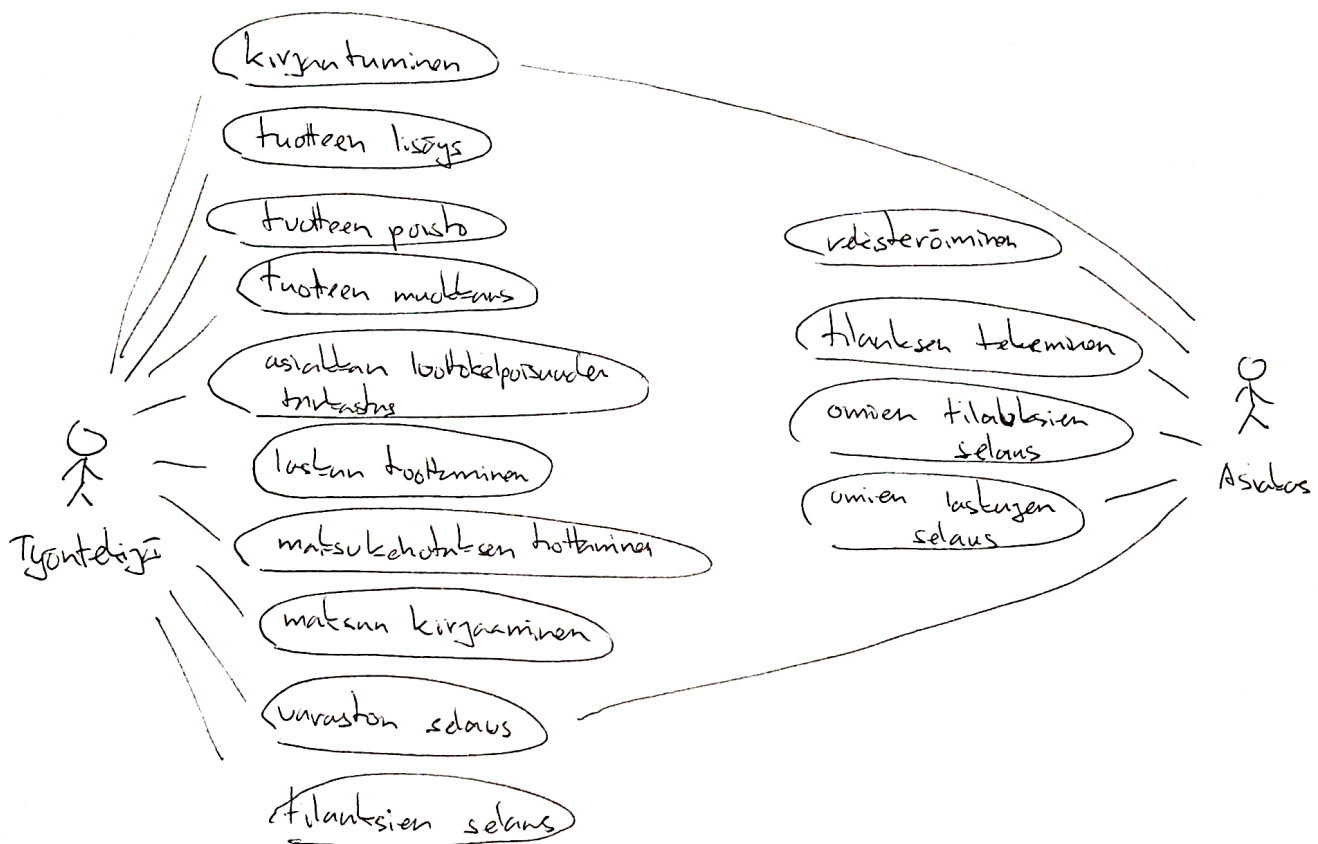 kirjautuminen
tuotteen lisäys
tuotteen poisto
tuotteen muokkaus
asiakkaan luottokelpoisuuden
tarkastus
laskun tuottaminen
maksukehotuksen tuottaminen
maksun kirjaaminen
varaston selaus
tilauksien selaus
Työntekijä
rekisteröiminen
tilauksen tekeminen
omien tilauksien
selaus
omien laskujen
selaus
Asiakas